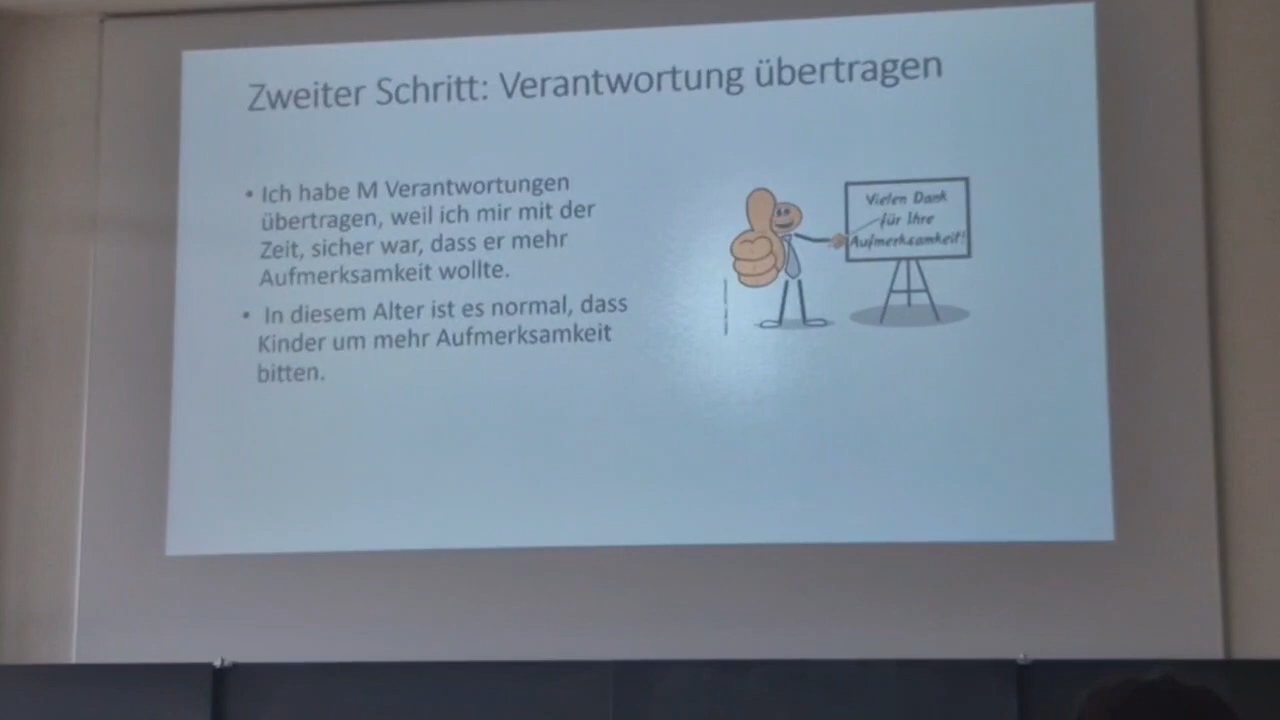 Zweiter Schritt: Verantwortung übertragen
• Ich habe M Verantwortungen
übertragen, weil ich mir mit der
Zeit, sicher war, dass er mehr
Aufmerksamkeit wollte.
• In diesem Alter ist es normal, dass
Kinder um mehr Aufmerksamkeit
bitten.
Vielen Dank
für Ihre
Aufmerksamkeit!